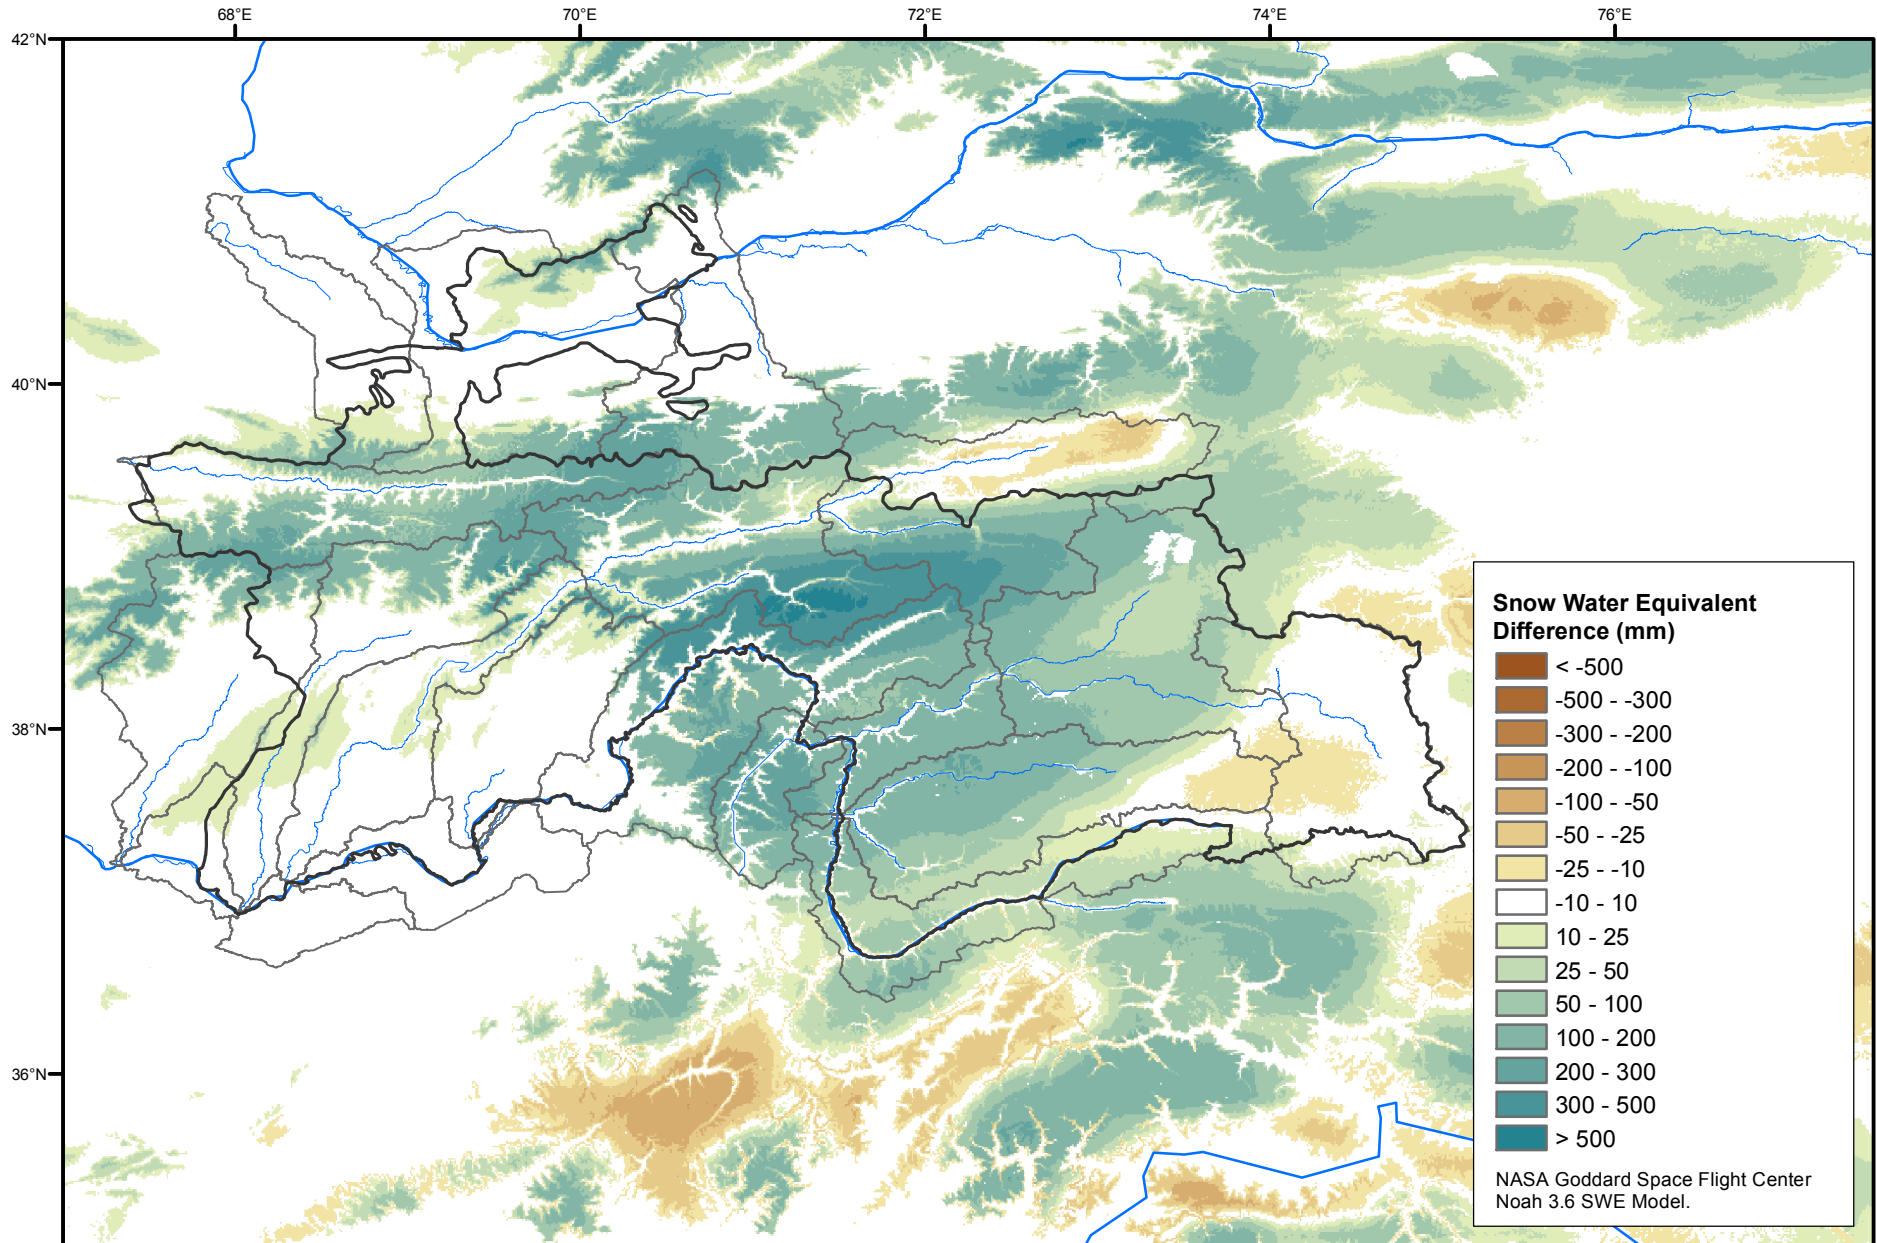 68°E
70°E
72°E
74°E
76°E
42°N
40°N
38°N
36°N
Snow Water Equivalent
Difference (mm)
< -500
-500 - -300
-300 - -200
-200 - -100
-100 - -50
-50 - -25
-25 - -10
-10 - 10
10 - 25
25 - 50
50 - 100
100 - 200
200 - 300
300 - 500
> 500
NASA Goddard Space Flight Center
Noah 3.6 SWE Model.